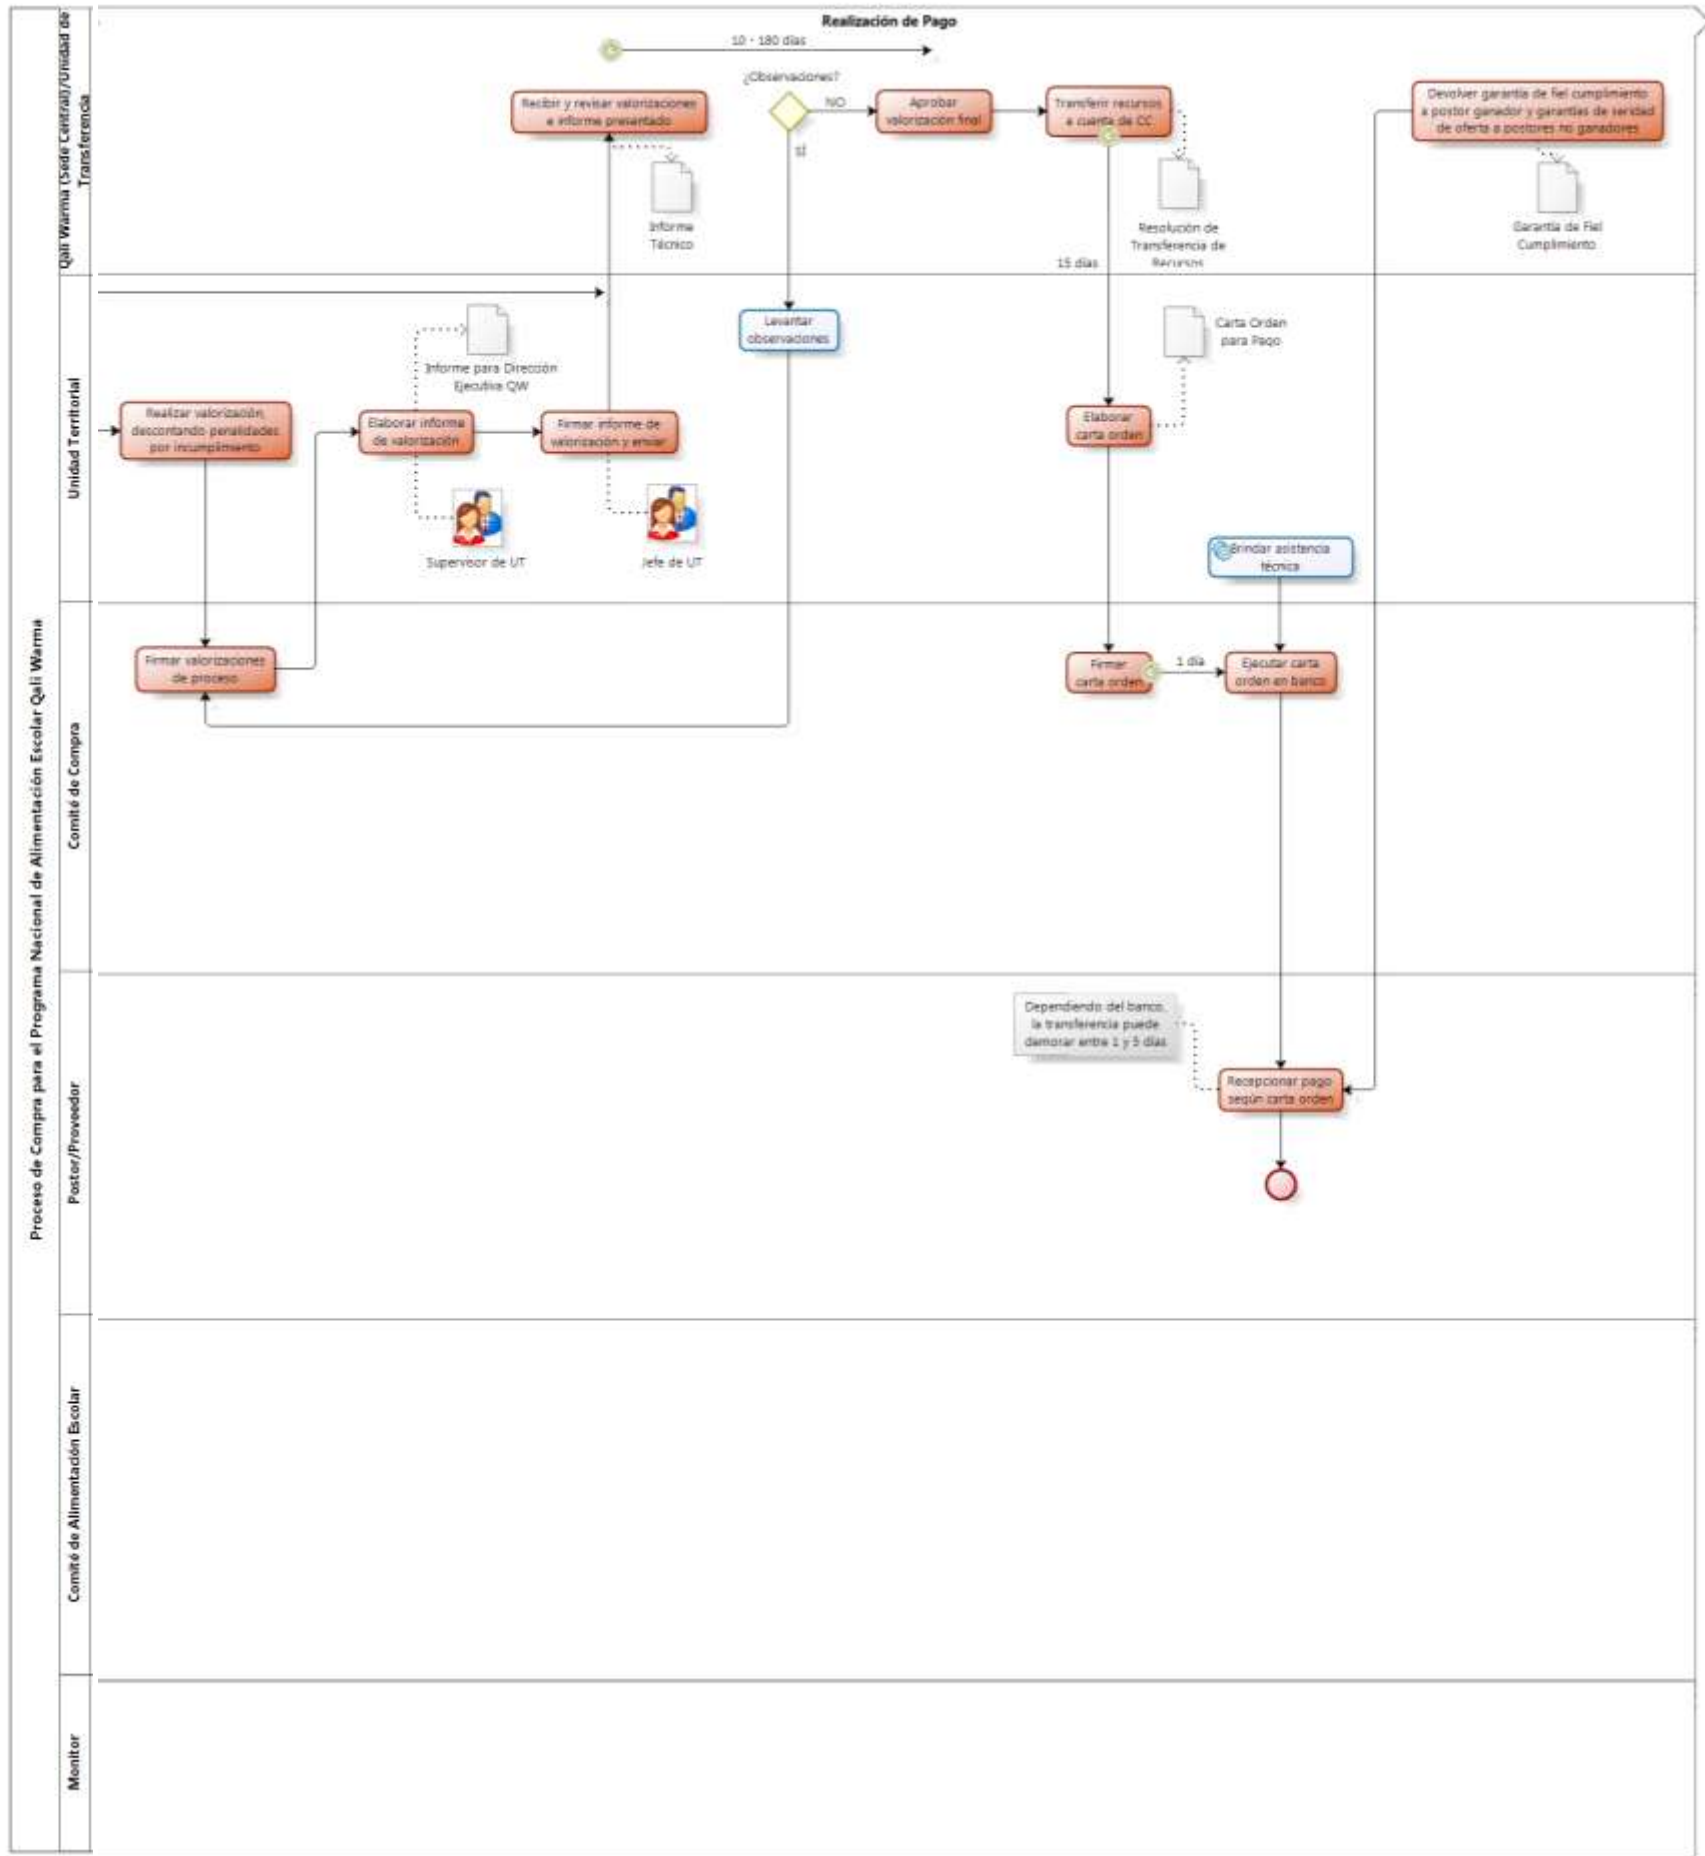 Realización de Pago
Proceso de Compra para el Programa Nacional de Alimentación Escolar Qali Warma
Qali Warma (Sede Central)/Unidad de
Transferencia
10 - 180 días
¿Observaciones?
Recibir y revisar valorizaciones
e informe presentado
NO
SÍ
Aprobar
valorización final
Transferir recursos
a cuenta de CC
Devolver garantía de fiel cumplimiento
a postor ganador y garantías de seridad
de oferta a postores no ganadores
Informe
Técnico
Resolución de
Transferencia de
Recursos
Garantía de Fiel
Cumplimiento
15 días
Unidad Territorial
Levantar
observaciones
Carta Orden
para Pago
Informe para Dirección
Ejecutiva QW
Realizar valorización,
descontando penalidades
por incumplimiento
Elaborar informe
de valorización
Firmar informe de
valorización y enviar
Elaborar
carta orden
Supervisor de UT
Jefe de UT
Brindar asistencia
técnica
Comité de Compra
Firmar valorizaciones
de proceso
Firmar
carta orden
1 día
Ejecutar carta
orden en banco
Postor/Proveedor
Dependiendo del banco,
la transferencia puede
demorar entre 1 y 5 días
Recepcionar pago
según carta orden
Comité de Alimentación Escolar
Monitor